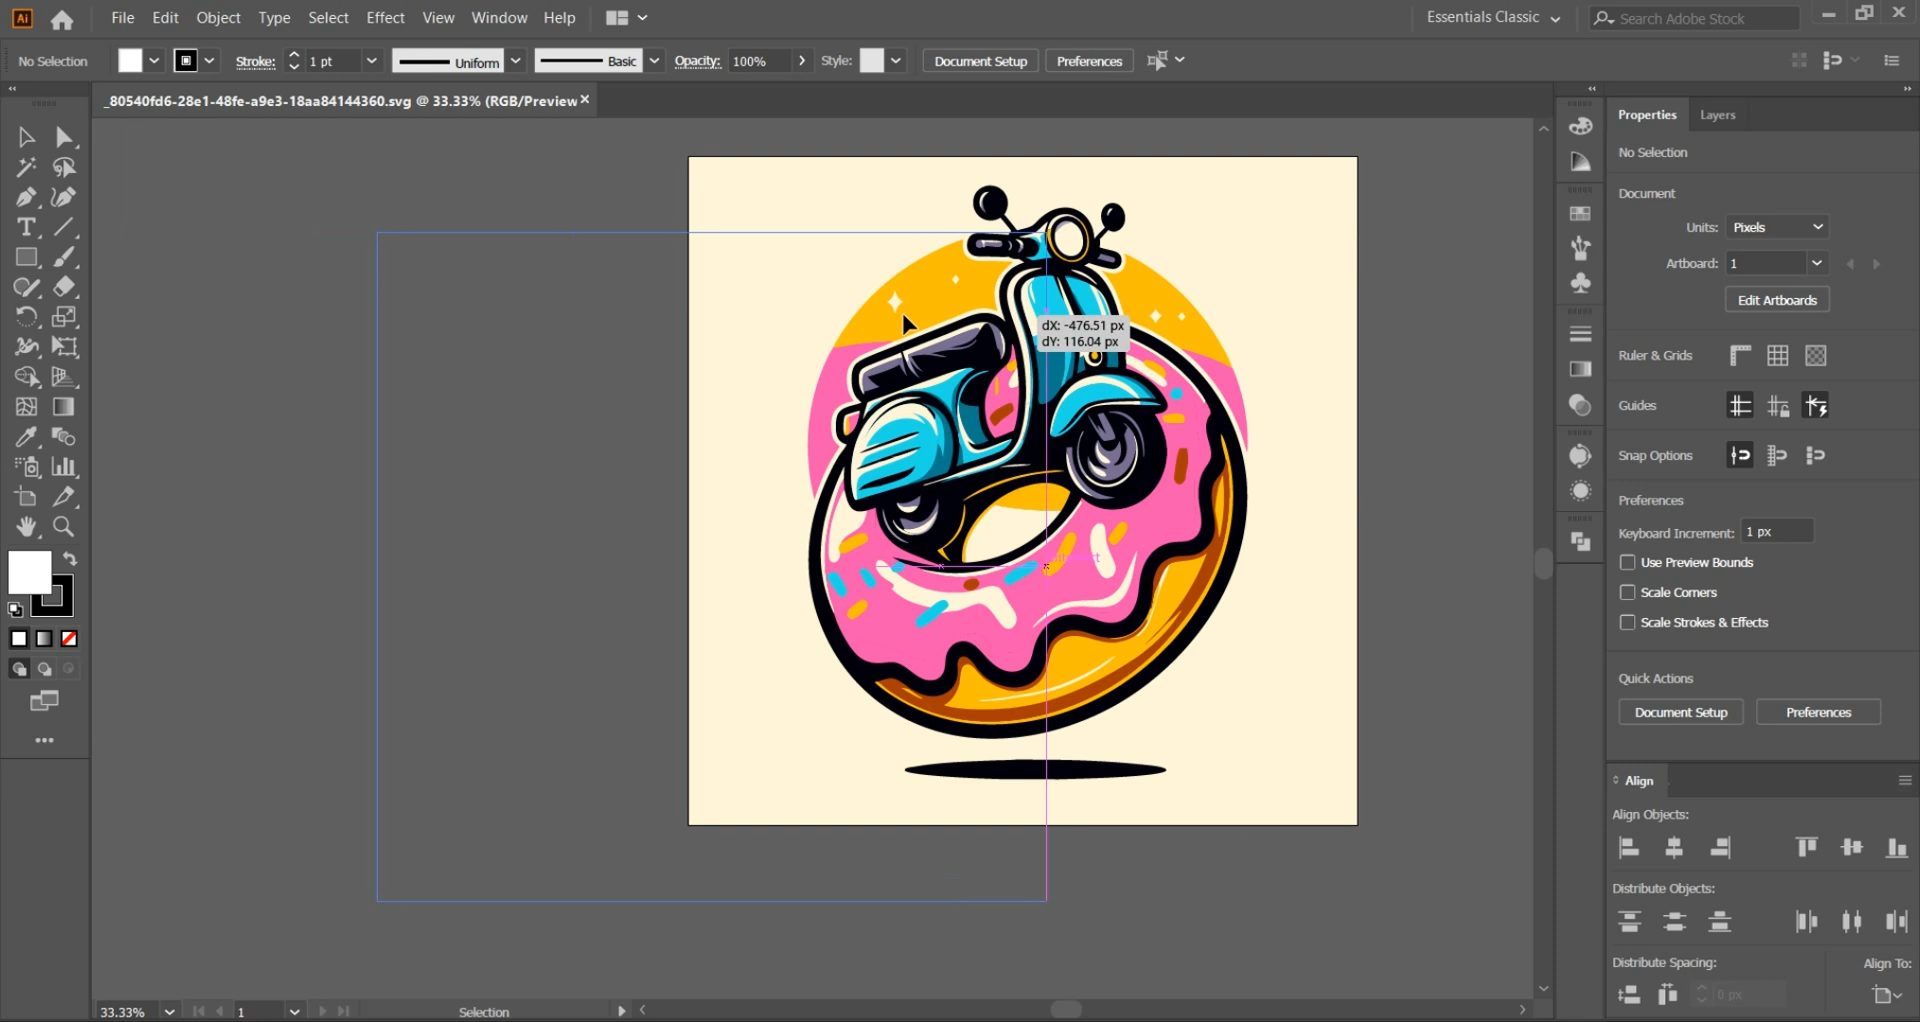 Ai
File Edit Object Type Select Effect View Window Help
Essentials Classic
Search Adobe Stock
No Selection
Stroke: 1 pt
Uniform
Basic
Opacity: 100%
Style:
Document Setup
Preferences
_80540fd6-28e1-48fe-a9e3-18aa84144360.svg @ 33.33% (RGB/Preview
dX: -476.51 px
dY: 116.04 px
33.33%
1
Selection
Properties Layers
No Selection
Document
Units: Pixels
Artboard: 1
Edit Artboards
Ruler & Grids
Guides
Snap Options
Preferences
Keyboard Increment: 1 px
Use Preview Bounds
Scale Corners
Scale Strokes & Effects
Quick Actions
Document Setup Preferences
Align
Align Objects:
Distribute Objects:
Distribute Spacing: Align To:
0 px